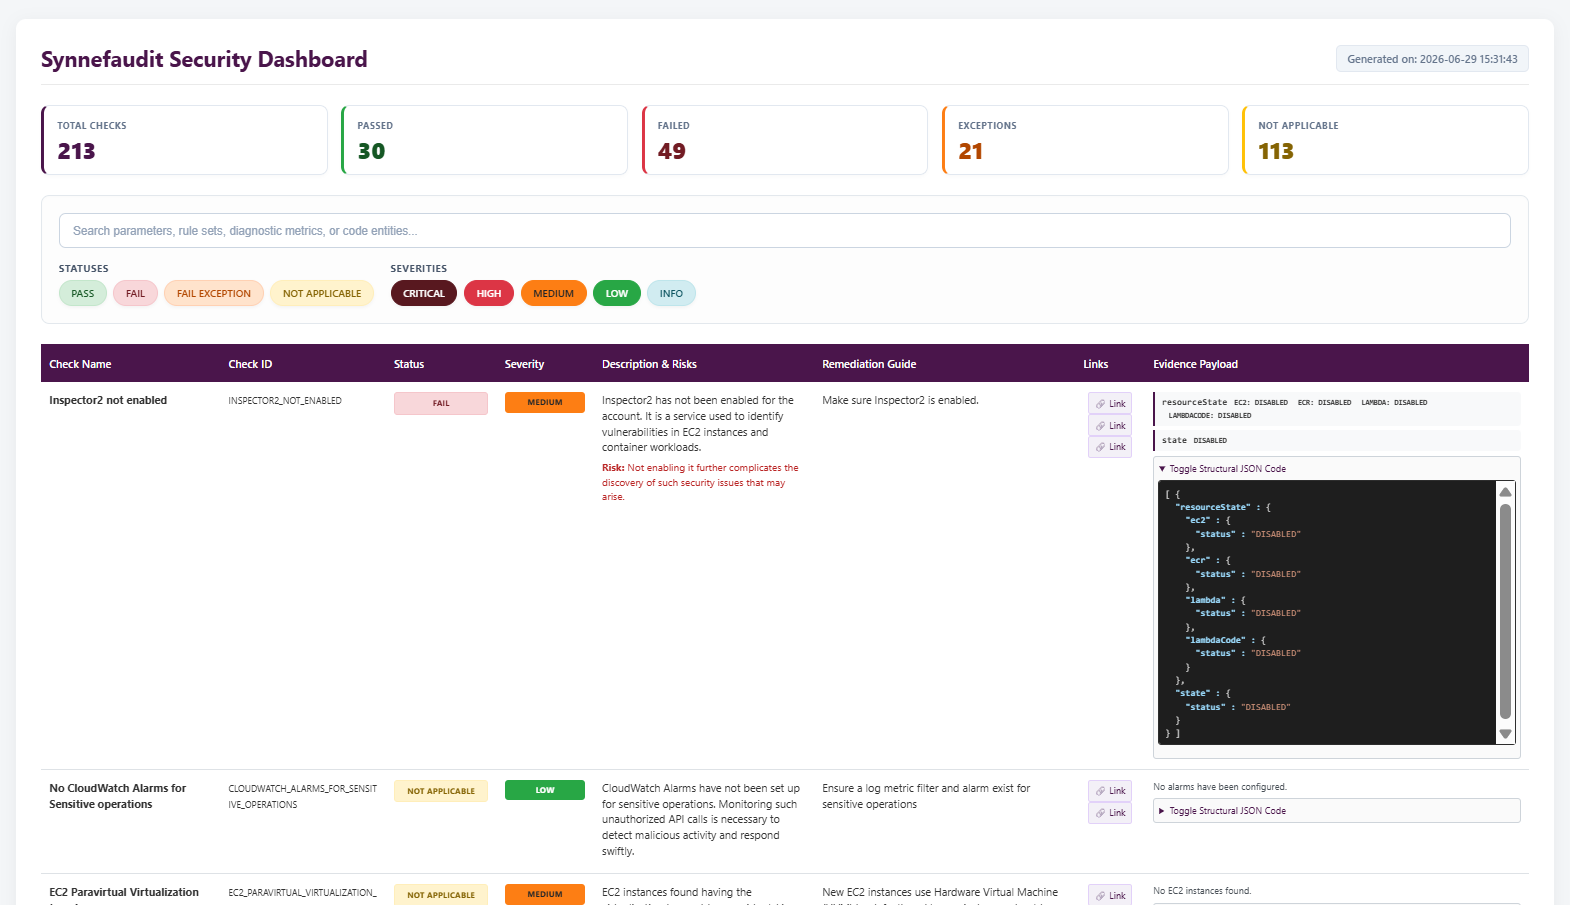 Synnefaudit Security Dashboard
Generated on: 2026-06-29 15:31:43
TOTAL CHECKS
213
PASSED
30
FAILED
49
EXCEPTIONS
21
NOT APPLICABLE
113
Search parameters, rule sets, diagnostic metrics, or code entities...
STATUSES
PASS
FAIL
FAIL EXCEPTION
NOT APPLICABLE
SEVERITIES
CRITICAL
HIGH
MEDIUM
LOW
INFO
Check Name
Check ID
Status
Severity
Description & Risks
Remediation Guide
Links
Evidence Payload
Inspector2 not enabled
INSPECTOR2_NOT_ENABLED
FAIL
MEDIUM
Inspector2 has not been enabled for the
account. It is a service used to identify
vulnerabilities in EC2 instances and
container workloads.
Risk: Not enabling it further complicates the
discovery of such security issues that may
arise.
Make sure Inspector2 is enabled.
Link
Link
Link
resourceState EC2: DISABLED ECR: DISABLED LAMBDA: DISABLED
LAMBDACODE: DISABLED
state DISABLED
▼ Toggle Structural JSON Code
[ {
"resourceState" : {
"ec2" : {
"status" : "DISABLED"
},
"ecr" : {
"status" : "DISABLED"
},
"lambda" : {
"status" : "DISABLED"
},
"lambdaCode" : {
"status" : "DISABLED"
}
},
"state" : {
"status" : "DISABLED"
}
} ]
No CloudWatch Alarms for
Sensitive operations
CLOUDWATCH_ALARMS_FOR_SENSIT
IVE_OPERATIONS
NOT APPLICABLE
LOW
CloudWatch Alarms have not been set up
for sensitive operations. Monitoring such
unauthorized API calls is necessary to
detect malicious activity and respond
swiftly.
Ensure a log metric filter and alarm exist for
sensitive operations
Link
Link
No alarms have been configured.
▶ Toggle Structural JSON Code
EC2 Paravirtual Virtualization
EC2_PARAVIRTUAL_VIRTUALIZATION_
NOT APPLICABLE
MEDIUM
EC2 instances found having the
New EC2 instances use Hardware Virtual Machine
Link
No EC2 instances found.